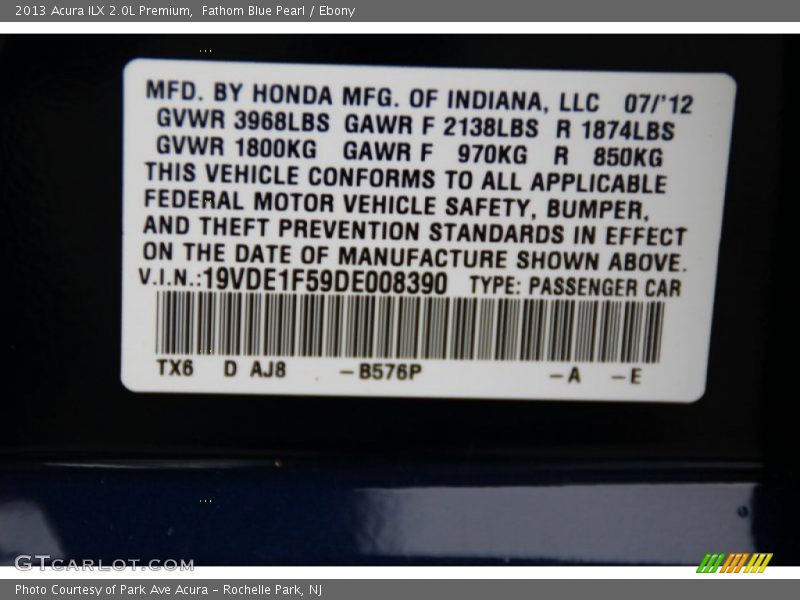 2013 Acura ILX 2.0L Premium, Fathom Blue Pearl / Ebony
MFD. BY HONDA MFG. OF INDIANA, LLC 07/'12
GVWR 3968LBS GAWR F 2138LBS R 1874LBS
GVWR 1800KG GAWR F 970KG R 850KG
THIS VEHICLE CONFORMS TO ALL APPLICABLE
FEDERAL MOTOR VEHICLE SAFETY, BUMPER,
AND THEFT PREVENTION STANDARDS IN EFFECT
ON THE DATE OF MANUFACTURE SHOWN ABOVE.
V.I.N.:19VDE1F59DE008390 TYPE: PASSENGER CAR
TX6 D AJ8 -B576P -A -E
GTcarlot.com
Photo Courtesy of Park Ave Acura - Rochelle Park, NJ